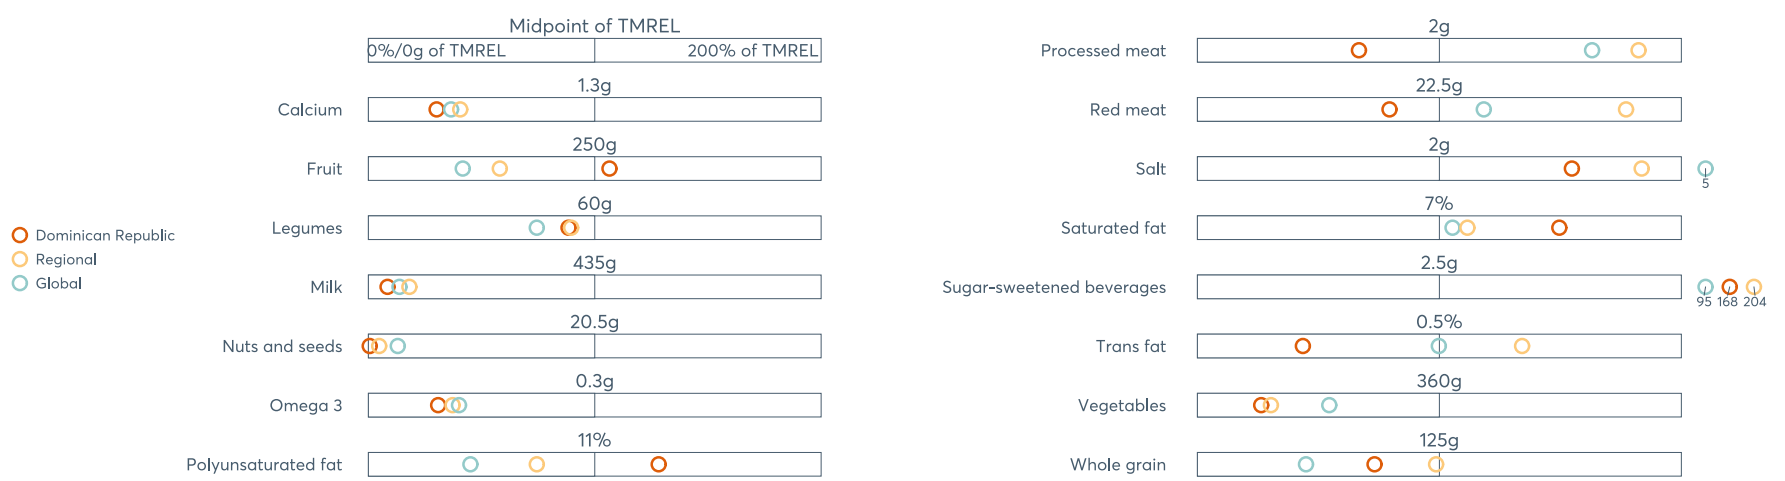 Midpoint of TMREL
0%/0g of TMREL 200% of TMREL
1.3g
Calcium
250g
Fruit
60g
Legumes
435g
Milk
20.5g
Nuts and seeds
0.3g
Omega 3
11%
Polyunsaturated fat
Dominican Republic
Regional
Global
2g
Processed meat
22.5g
Red meat
2g
Salt
5
7%
Saturated fat
2.5g
Sugar-sweetened beverages
95 168 204
0.5%
Trans fat
360g
Vegetables
125g
Whole grain